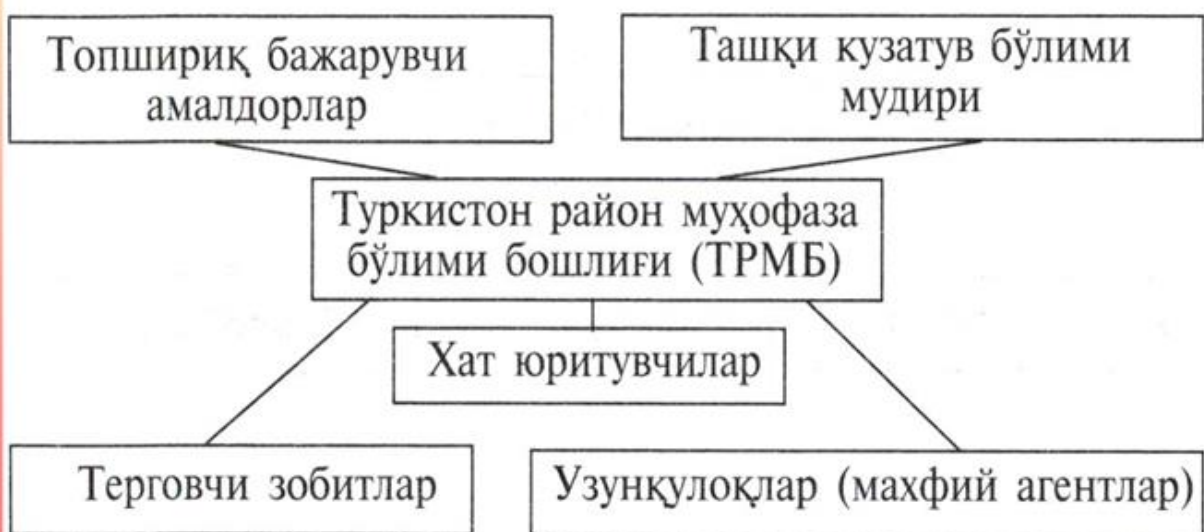 Топшириқ бажарувчи
амалдорлар
Ташқи кузатув бўлими
мудири
Туркистон район муҳофаза
бўлими бошлиғи (ТРМБ)
Хат юритувчилар
Терговчи зобитлар
Узунқулоқлар (махфий агентлар)